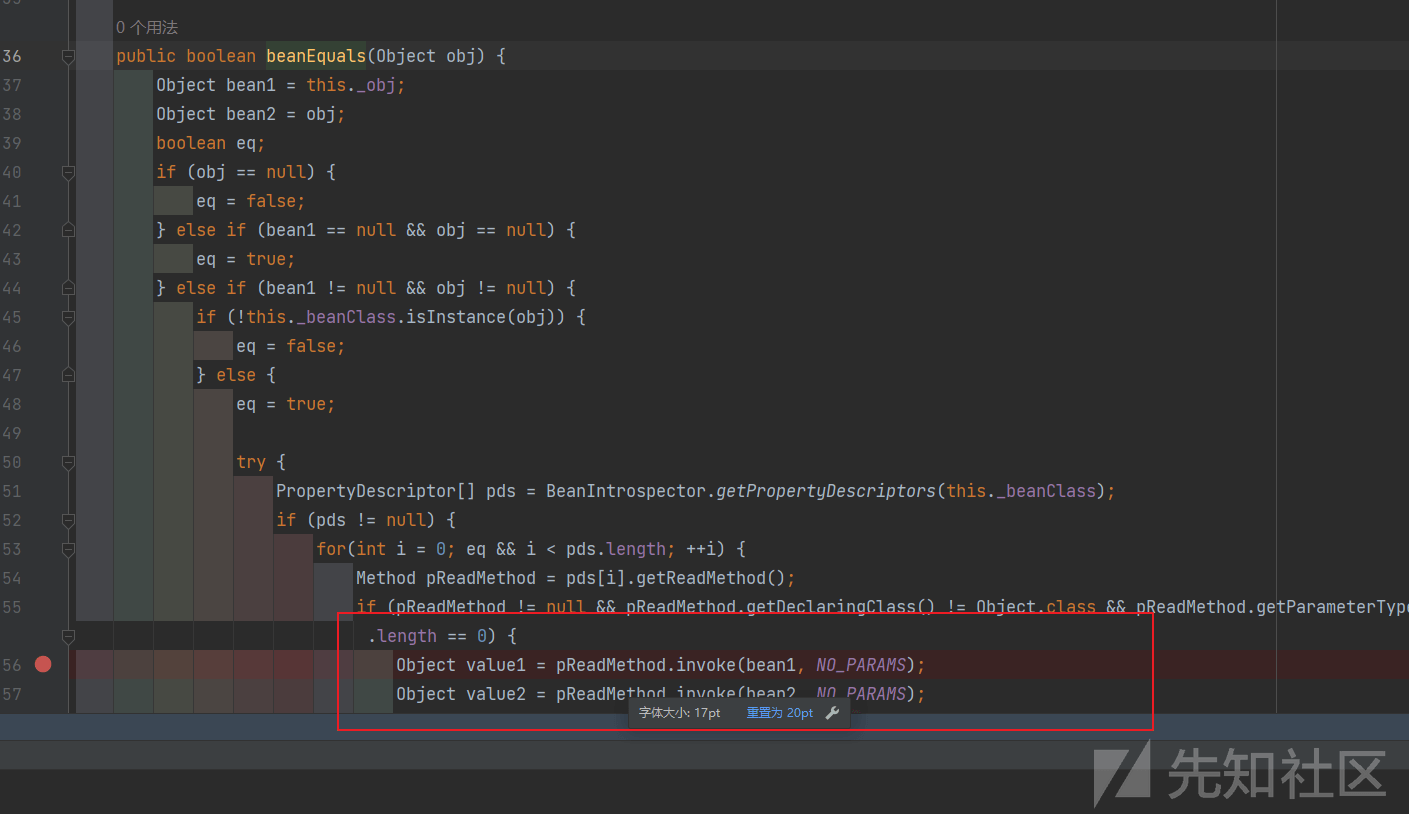 0 个用法
36 public boolean beanEquals(Object obj) {
37 Object bean1 = this._obj;
38 Object bean2 = obj;
39 boolean eq;
40 if (obj == null) {
41 eq = false;
42 } else if (bean1 == null && obj == null) {
43 eq = true;
44 } else if (bean1 != null && obj != null) {
45 if (!this._beanClass.isInstance(obj)) {
46 eq = false;
47 } else {
48 eq = true;
49
50 try {
51 PropertyDescriptor[] pds = BeanIntrospector.getPropertyDescriptors(this._beanClass);
52 if (pds != null) {
53 for(int i = 0; eq && i < pds.length; ++i) {
54 Method pReadMethod = pds[i].getReadMethod();
55 if (pReadMethod != null && pReadMethod.getDeclaringClass() != Object.class && pReadMethod.getParameterType
.length == 0) {
56 Object value1 = pReadMethod.invoke(bean1, NO_PARAMS);
57 Object value2 = pReadMethod.invoke(bean2, NO_PARAMS);
字体大小: 17pt 重置为 20pt
先知社区